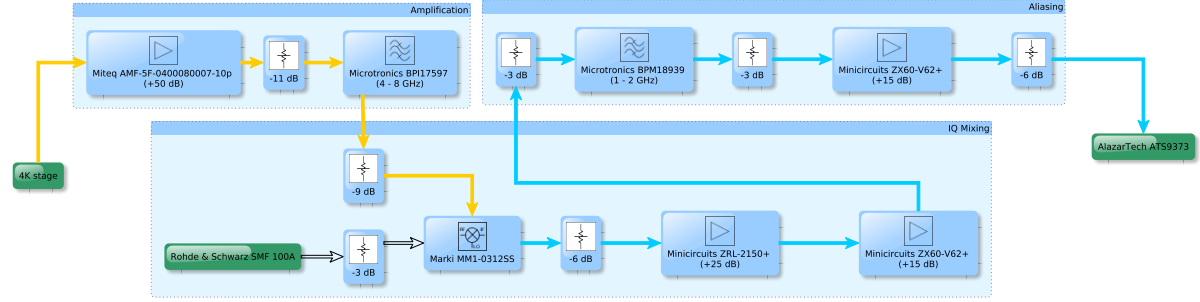 Amplification
Miteq AMF-5F-0400080007-10p
(+50 dB)
-11 dB
Microtronics BPI17597
(4 - 8 GHz)
Aliasing
-3 dB
Microtronics BPM18939
(1 - 2 GHz)
-3 dB
Minicircuits ZX60-V62+
(+15 dB)
-6 dB
4K stage
AlazarTech ATS9373
IQ Mixing
-9 dB
Rohde & Schwarz SMF 100A
-3 dB
Marki MM1-0312SS
-6 dB
Minicircuits ZRL-2150+
(+25 dB)
Minicircuits ZX60-V62+
(+15 dB)